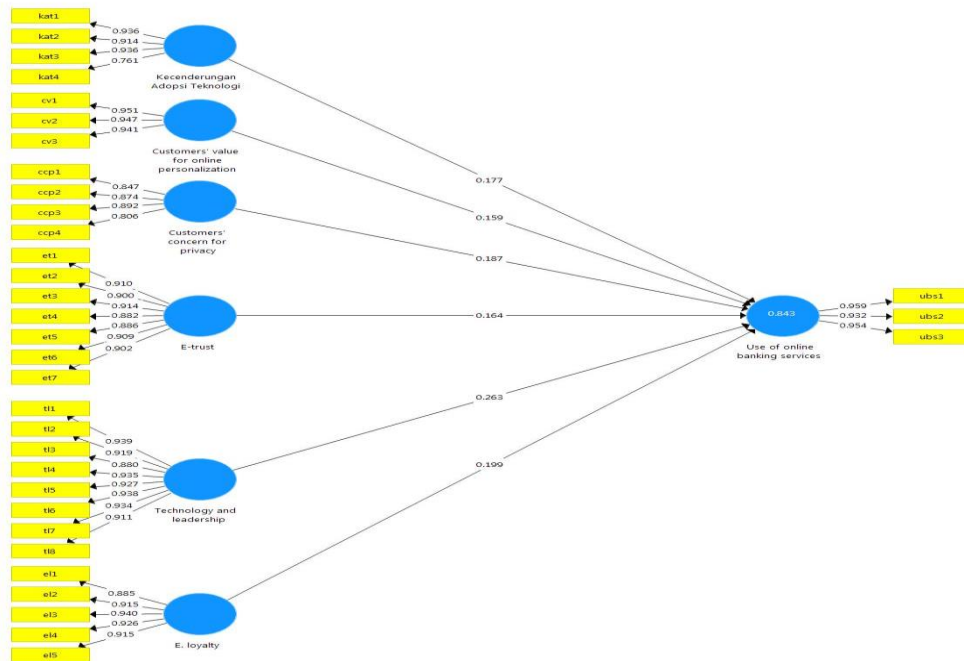 kat1
kat2
kat3
kat4
0.936
0.914
0.936
0.761
Kecenderungan
Adopsi Teknologi
cv1
cv2
cv3
0.951
0.947
0.941
Customers' value
for online
personalization
ccp1
ccp2
ccp3
ccp4
0.847
0.874
0.892
0.806
Customers'
concern for
privacy
et1
et2
et3
et4
et5
et6
et7
0.910
0.900
0.914
0.882
0.886
0.909
0.902
E-trust
tl1
tl2
tl3
tl4
tl5
tl6
tl7
tl8
0.939
0.919
0.880
0.935
0.927
0.938
0.934
0.911
Technology and
leadership
el1
el2
el3
el4
el5
0.885
0.915
0.940
0.926
0.915
E. loyalty
0.177
0.159
0.187
0.164
0.263
0.199
0.843
Use of online
banking services
0.959
0.932
0.954
ubs1
ubs2
ubs3